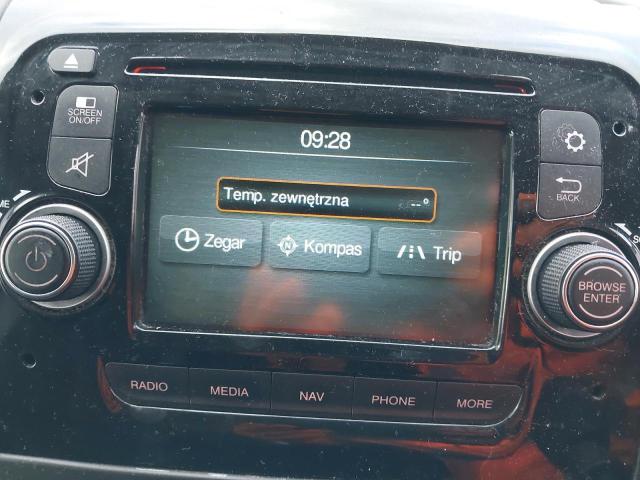 09:28
SCREEN
ON/OFF
Temp. zewnętrzna --°
BACK
Zegar
N Kompas
Trip
BROWSE
ENTER
RADIO
MEDIA
NAV
PHONE
MORE